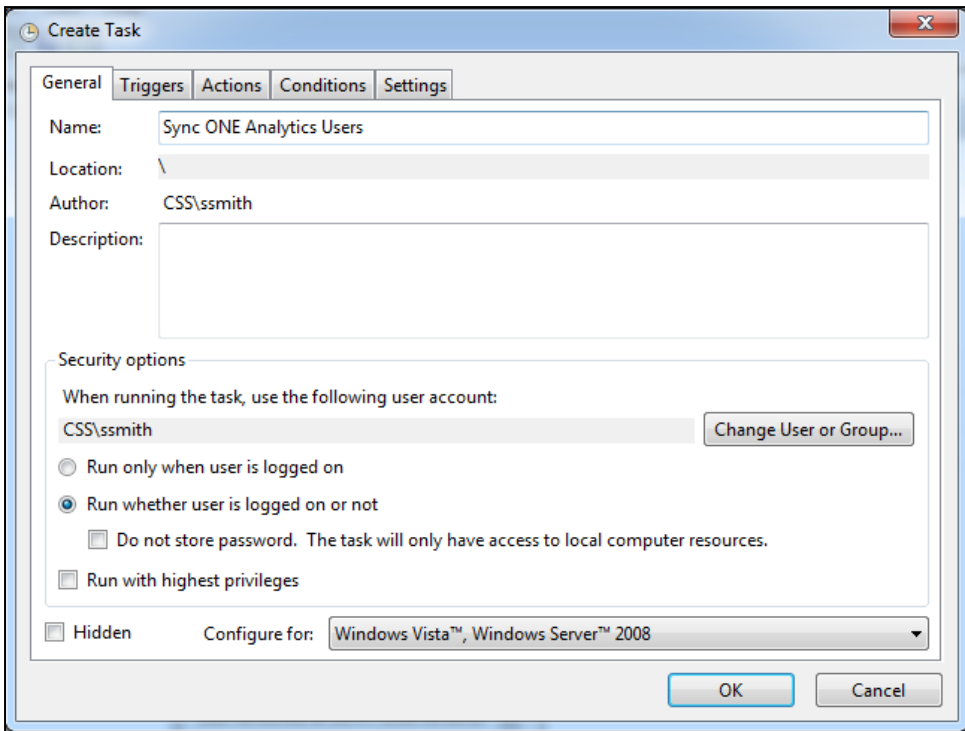 Create Task
General Triggers Actions Conditions Settings
Name: Sync ONE Analytics Users
Location: \
Author: CSS\ssmith
Description:
Security options
When running the task, use the following user account:
CSS\ssmith Change User or Group...
Run only when user is logged on
Run whether user is logged on or not
Do not store password. The task will only have access to local computer resources.
Run with highest privileges
Hidden Configure for: Windows Vista™, Windows Server™ 2008
OK Cancel